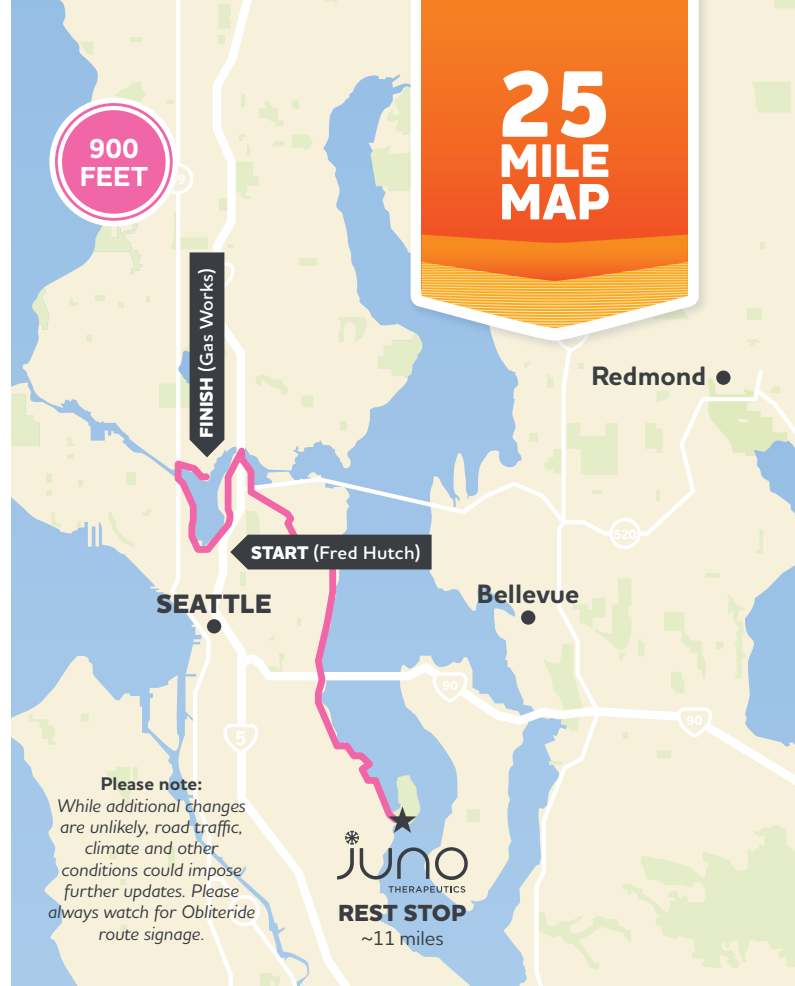 25
MILE
MAP
900
FEET
9
FINISH (Gas Works)
Redmond
520
START (Fred Hutch)
SEATTLE
Bellevue
90
90
5
Please note:
While additional changes
are unlikely, road traffic,
climate and other
conditions could impose
further updates. Please
always watch for Obliteride
route signage.
juno
THERAPEUTICS
REST STOP
~11 miles